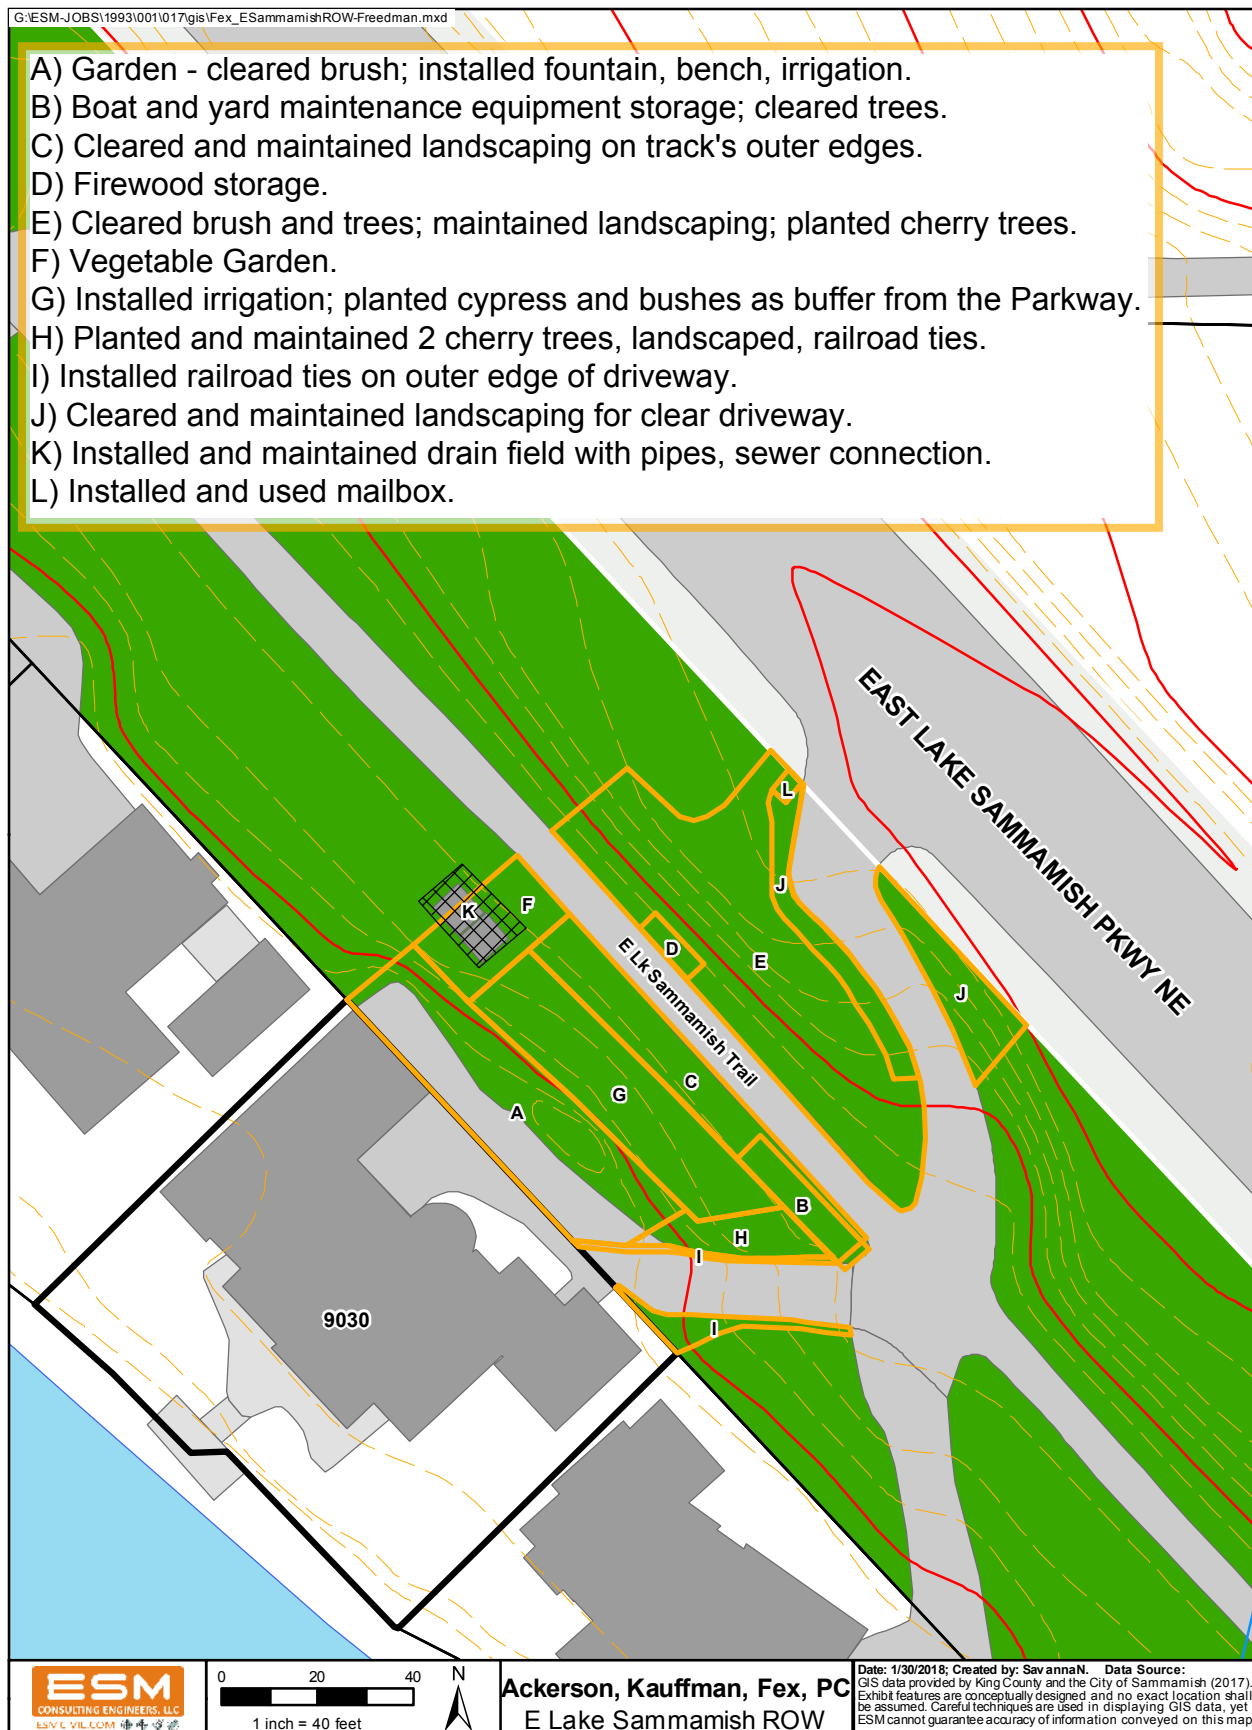 G:\ESM-JOBS\1993\001\017\gis\Fex_ESammamishROW-Freedman.mxd
A) Garden - cleared brush; installed fountain, bench, irrigation.
B) Boat and yard maintenance equipment storage; cleared trees.
C) Cleared and maintained landscaping on track's outer edges.
D) Firewood storage.
E) Cleared brush and trees; maintained landscaping; planted cherry trees.
F) Vegetable Garden.
G) Installed irrigation; planted cypress and bushes as buffer from the Parkway.
H) Planted and maintained 2 cherry trees, landscaped, railroad ties.
I) Installed railroad ties on outer edge of driveway.
J) Cleared and maintained landscaping for clear driveway.
K) Installed and maintained drain field with pipes, sewer connection.
L) Installed and used mailbox.
EAST LAKE SAMMAMISH PKWY NE
L
J
K
F
D
E
E Lk Sammamish Trail
J
C
G
A
B
H
I
9030
I
ESM
CONSULTING ENGINEERS, LLC
ESMCIVIL.COM
0 20 40
1 inch = 40 feet
N
Ackerson, Kauffman, Fex, PC
E Lake Sammamish ROW
Date: 1/30/2018; Created by: SavannaN. Data Source:
GIS data provided by King County and the City of Sammamish (2017).
Exhibit features are conceptually designed and no exact location shall
be assumed. Careful techniques are used in displaying GIS data, yet
ESM cannot guarantee accuracy of information conveyed on this map